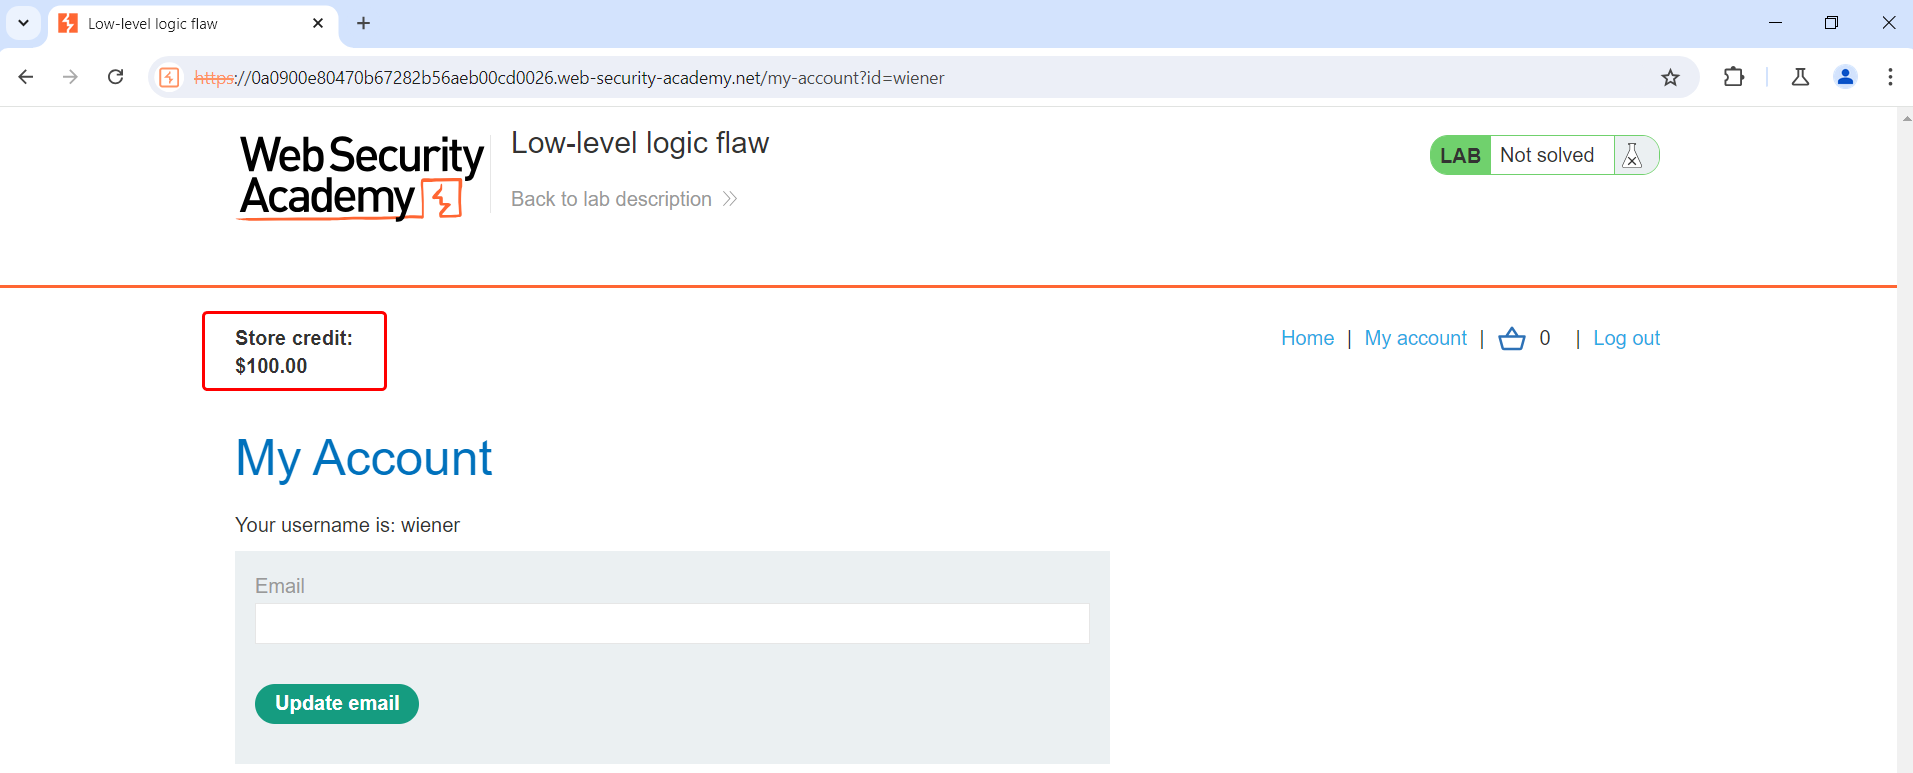 Low-level logic flaw
https://0a0900e80470b67282b56aeb00cd0026.web-security-academy.net/my-account?id=wiener
Web Security
Academy
Low-level logic flaw
Back to lab description
LAB Not solved
Store credit:
$100.00
Home | My account | 0 | Log out
My Account
Your username is: wiener
Email
Update email